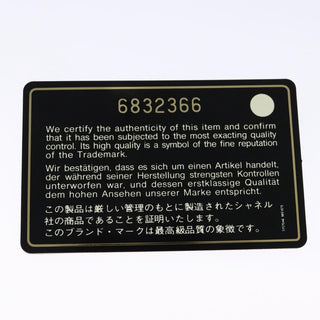 6832366
We certify the authenticity of this item and confirm
that it has been subjected to the most exacting quality
control. Its high quality is a symbol of the fine reputation
of the Trademark.
Wir bestätigen, dass es sich um einen Artikel handelt,
der während seiner Herstellung strengsten Kontrollen
unterworfen war, und dessen erstklassige Qualität
dem hohen Ansehen unserer Marke entspricht.
この製品は厳しい管理のもとに製造されたシャネル
社の商品であることを証明いたします。
このブランド・マークは最高級品質の象徴です。